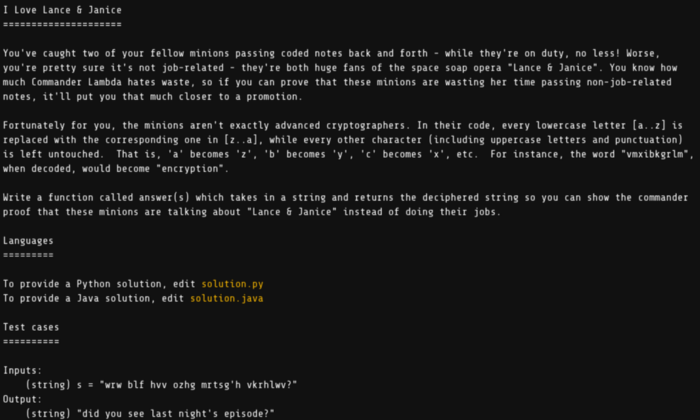 I Love Lance & Janice
=====================
You've caught two of your fellow minions passing coded notes back and forth - while they're on duty, no less! Worse,
you're pretty sure it's not job-related - they're both huge fans of the space soap opera "Lance & Janice". You know how
much Commander Lambda hates waste, so if you can prove that these minions are wasting her time passing non-job-related
notes, it'll put you that much closer to a promotion.
Fortunately for you, the minions aren't exactly advanced cryptographers. In their code, every lowercase letter [a..z] is
replaced with the corresponding one in [z..a], while every other character (including uppercase letters and punctuation)
is left untouched.  That is, 'a' becomes 'z', 'b' becomes 'y', 'c' becomes 'x', etc.  For instance, the word "vmxibkgrlm",
when decoded, would become "encryption".
Write a function called answer(s) which takes in a string and returns the deciphered string so you can show the commander
proof that these minions are talking about "Lance & Janice" instead of doing their jobs.
Languages
=========
To provide a Python solution, edit solution.py
To provide a Java solution, edit solution.java
Test cases
==========
Inputs:
    (string) s = "wrw blf hvv ozhg mrtsg'h vkrhlwv?"
Output:
    (string) "did you see last night's episode?"